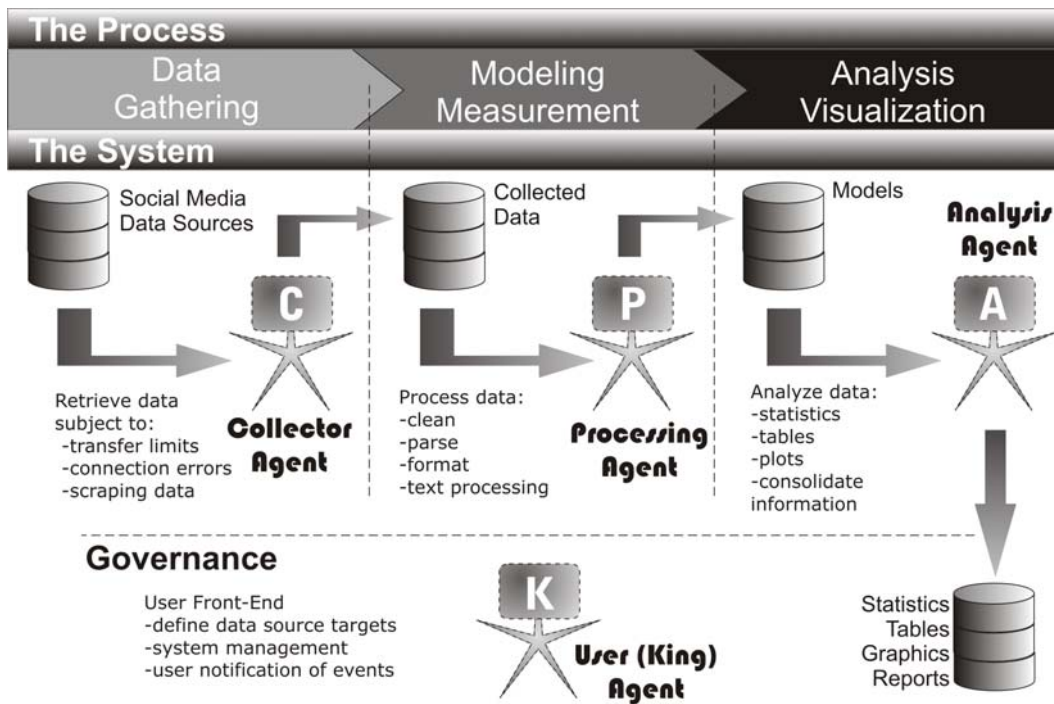 The Process
Data
Gathering
Modeling
Measurement
Analysis
Visualization
The System
Social Media
Data Sources
C
Retrieve data
subject to:
-transfer limits
-connection errors
-scraping data
Collector
Agent
Collected
Data
P
Process data:
-clean
-parse
-format
-text processing
Processing
Agent
Models
Analysis
Agent
A
Analyze data:
-statistics
-tables
-plots
-consolidate
information
Governance
User Front-End
-define data source targets
-system management
-user notification of events
K
User (King)
Agent
Statistics
Tables
Graphics
Reports